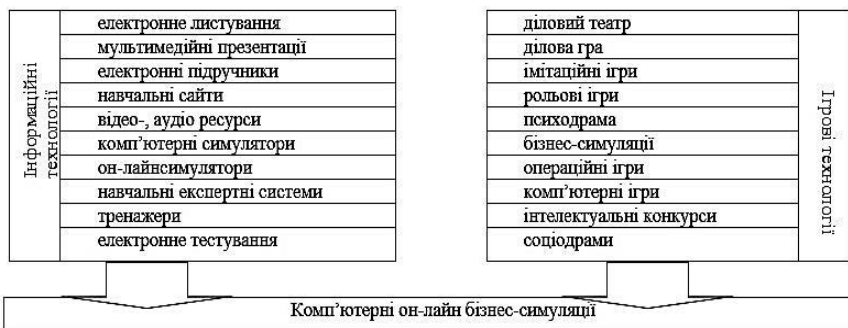 Інформаційні
технології
електронне листування
мультимедійні презентації
електронні підручники
навчальні сайти
відео-, аудіо ресурси
комп’ютерні симулятори
он-лайнсимулятори
навчальні експертні системи
тренажери
електронне тестування
діловий театр
ділова гра
імітаційні ігри
рольові ігри
психодрама
бізнес-симуляції
операційні ігри
комп’ютерні ігри
інтелектуальні конкурси
соціодрами
Ігрові технології
Комп’ютерні он-лайн бізнес-симуляції